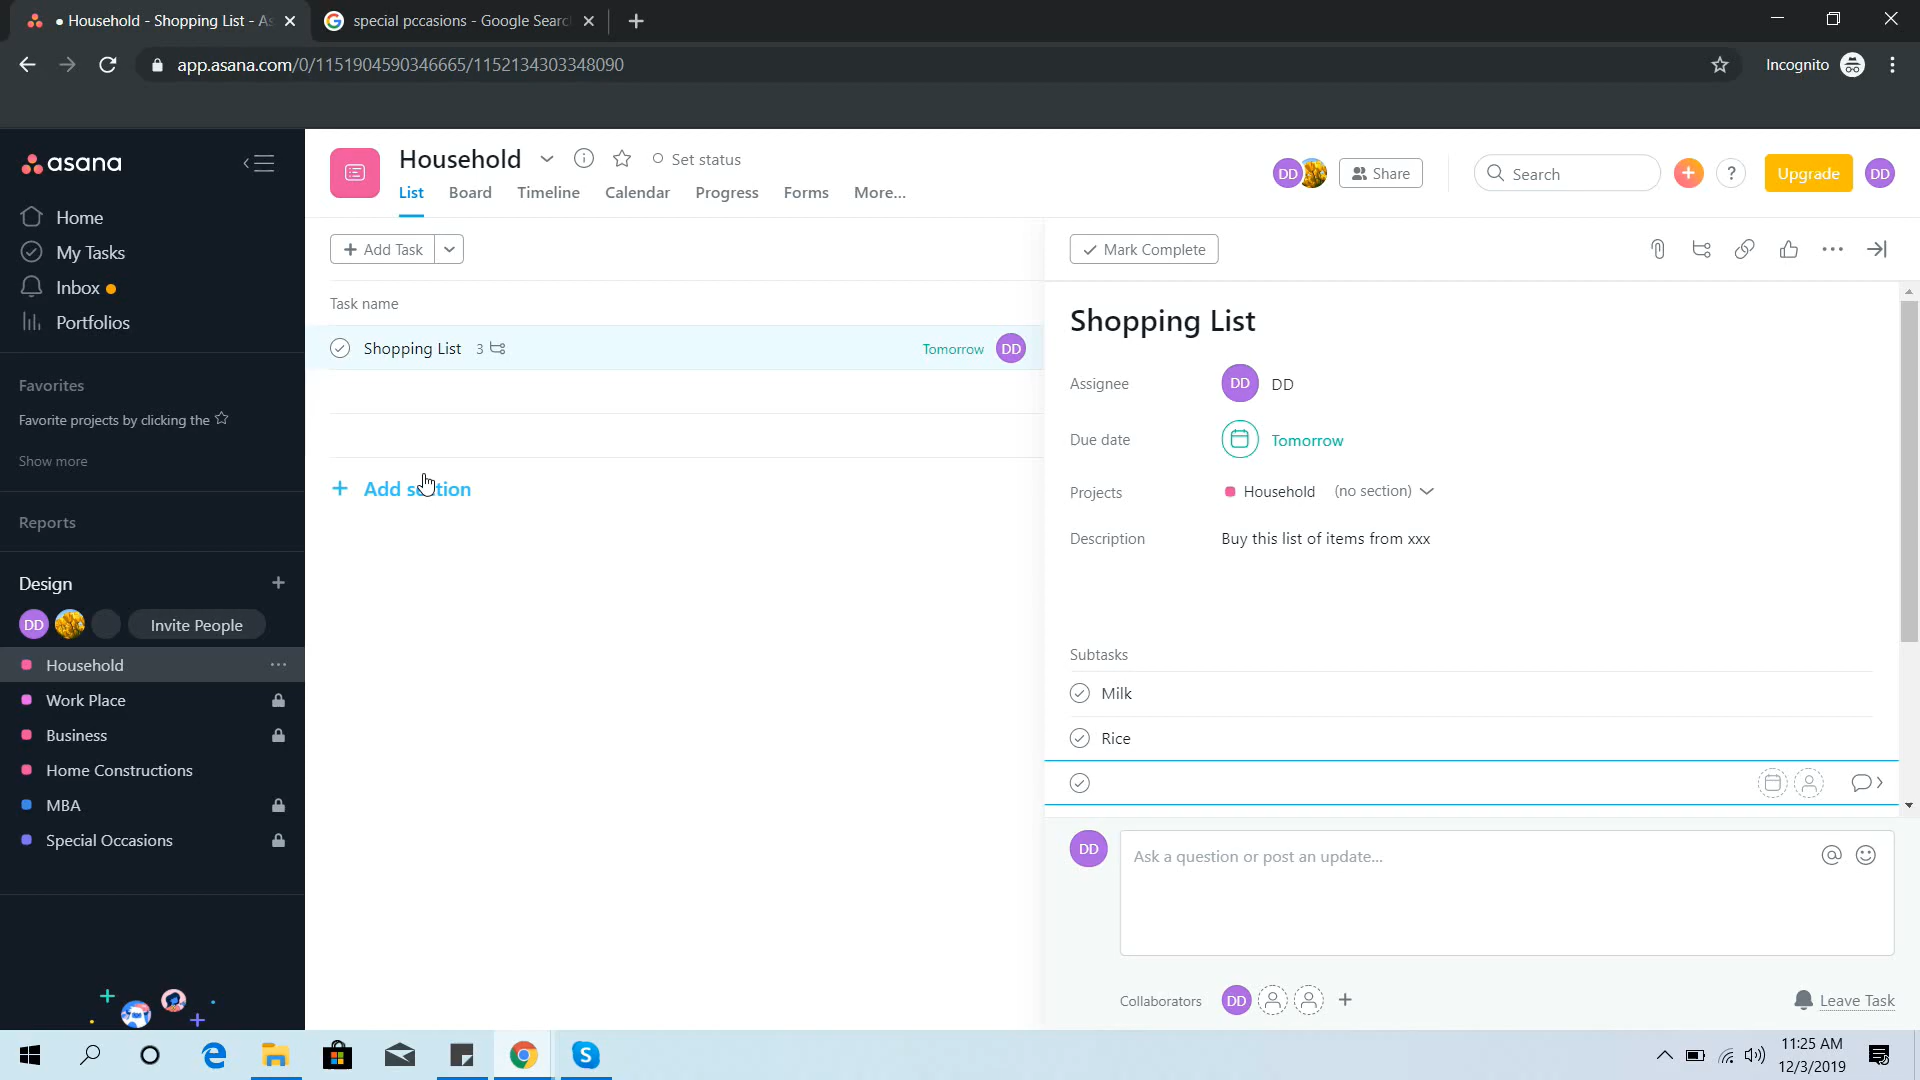 ● Household - Shopping List - As
special pccasions - Google Search
app.asana.com/0/1151904590346665/1152134303348090
Incognito
asana
Home
My Tasks
Inbox
Portfolios
Favorites
Favorite projects by clicking the
Show more
Reports
Design
DD
Invite People
Household
Work Place
Business
Home Constructions
MBA
Special Occasions
Household
Set status
List Board Timeline Calendar Progress Forms More...
DD
Share
Search
?
Upgrade
DD
+ Add Task
Task name
Shopping List 3
Tomorrow DD
+ Add section
Mark Complete
Shopping List
Assignee DD DD
Due date Tomorrow
Projects Household (no section)
Description Buy this list of items from xxx
Subtasks
Milk
Rice
DD
Ask a question or post an update...
Collaborators DD
Leave Task
11:25 AM
12/3/2019